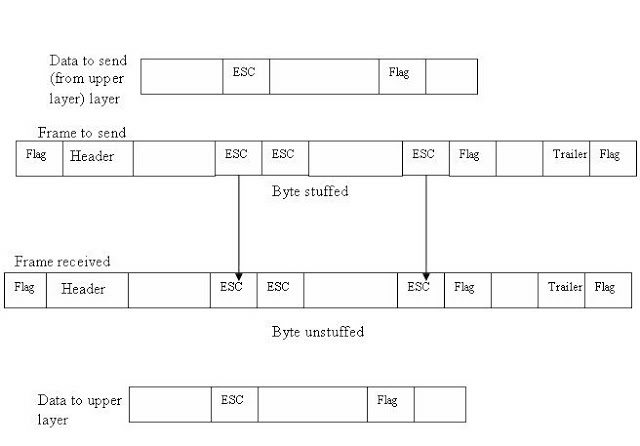 Data to send
(from upper
layer) layer
ESC Flag
Frame to send
Flag Header ESC ESC ESC Flag Trailer Flag
Byte stuffed
Frame received
Flag Header ESC ESC ESC Flag Trailer Flag
Byte unstuffed
Data to upper
layer
ESC Flag